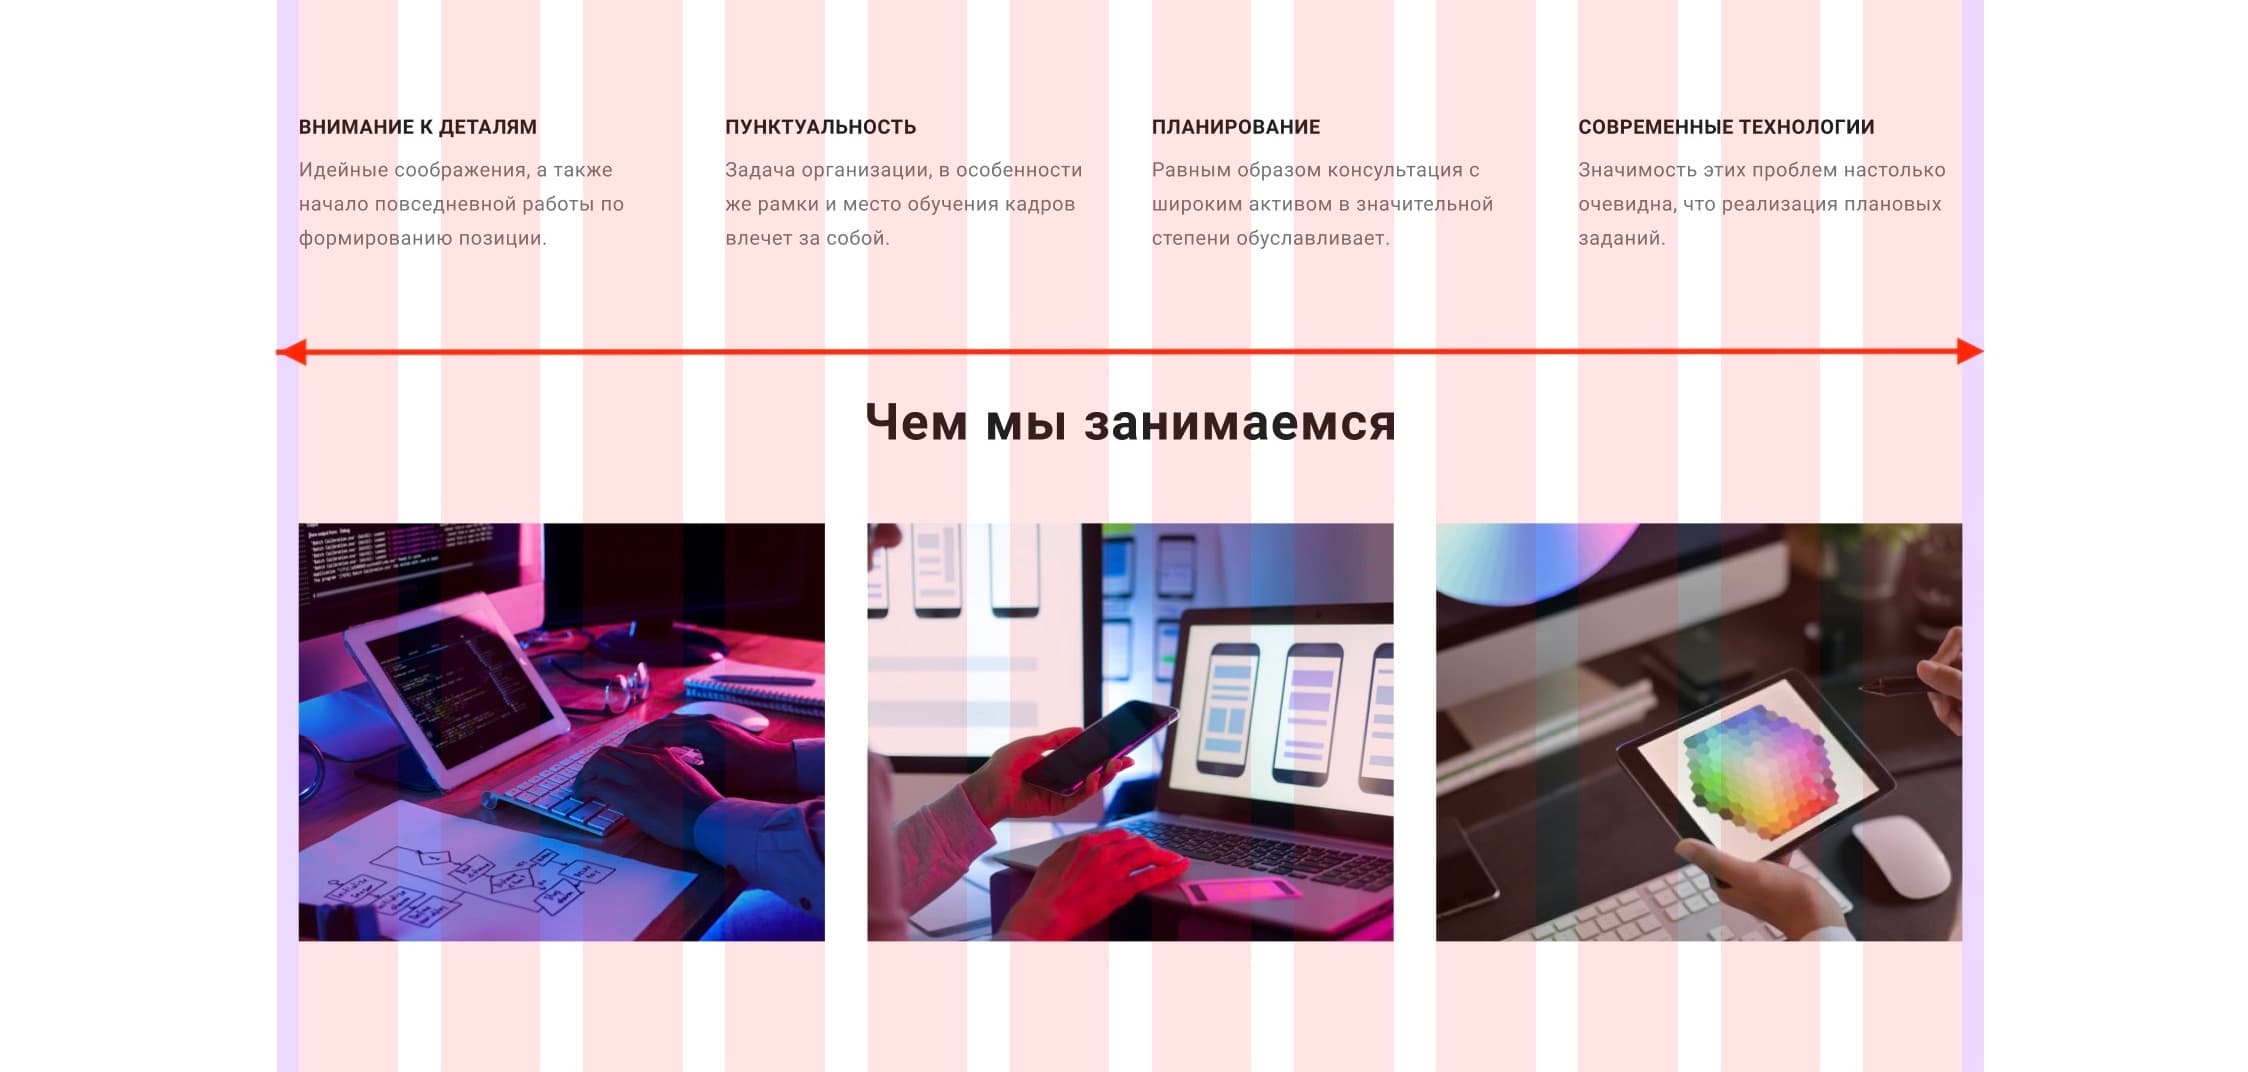 ВНИМАНИЕ К ДЕТАЛЯМ
Идейные соображения, а также
начало повседневной работы по
формированию позиции.
ПУНКТУАЛЬНОСТЬ
Задача организации, в особенности
же рамки и место обучения кадров
влечет за собой.
ПЛАНИРОВАНИЕ
Равным образом консультация с
широким активом в значительной
степени обуславливает.
СОВРЕМЕННЫЕ ТЕХНОЛОГИИ
Значимость этих проблем настолько
очевидна, что реализация плановых
заданий.
Чем мы занимаемся